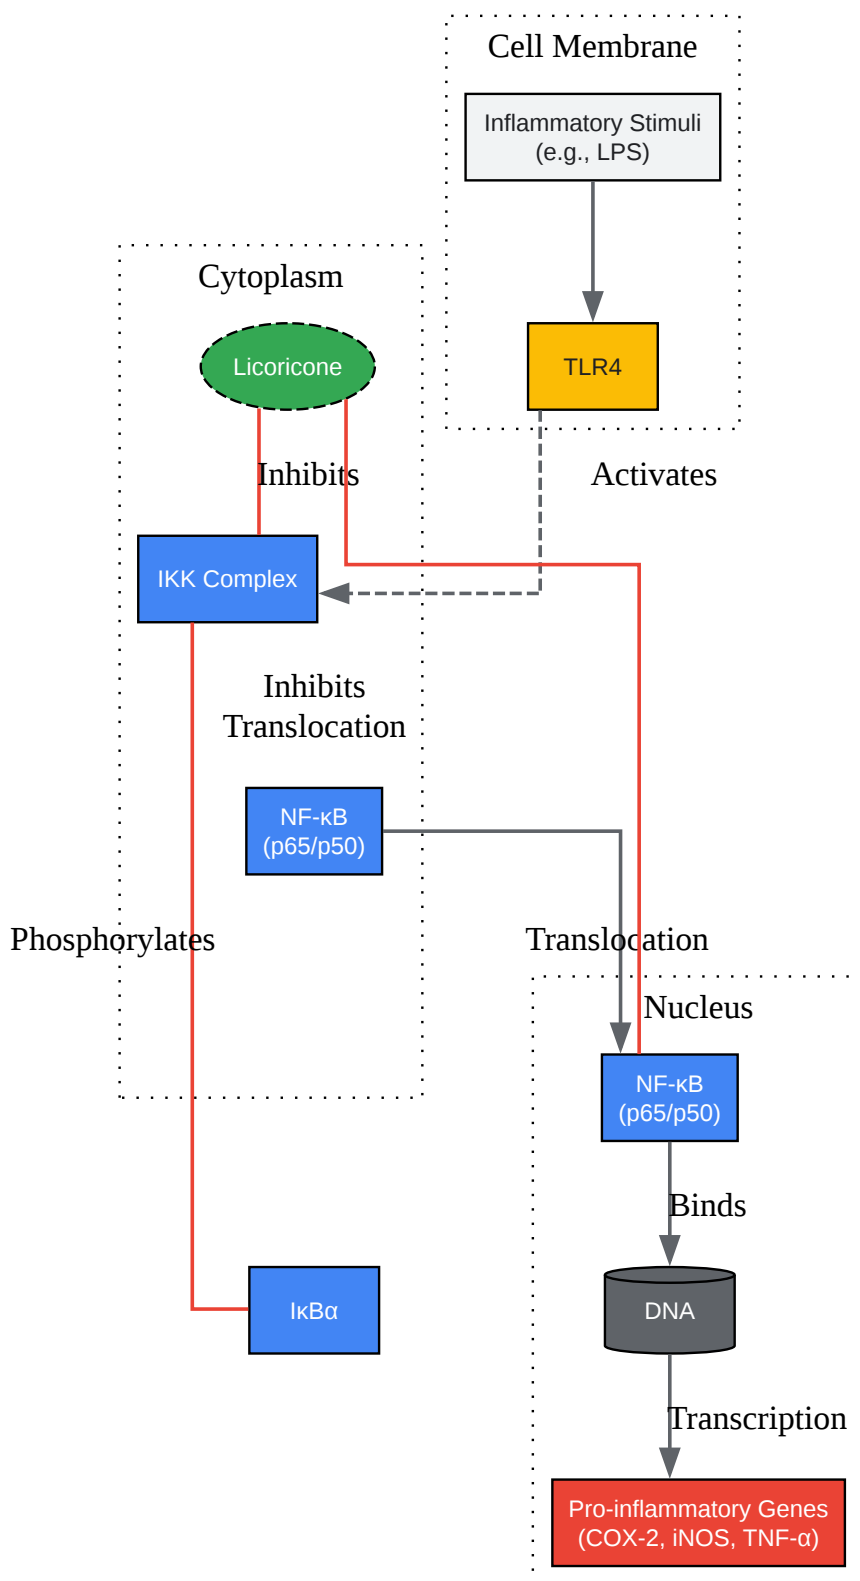 Cell Membrane
Inflammatory Stimuli
(e.g., LPS)
Cytoplasm
Licoricone
TLR4
Inhibits
Activates
IKK Complex
Inhibits
Translocation
NF-κB
(p65/p50)
Phosphorylates
Translocation
Nucleus
NF-κB
(p65/p50)
Binds
IκBα
DNA
Transcription
Pro-inflammatory Genes
(COX-2, iNOS, TNF-α)